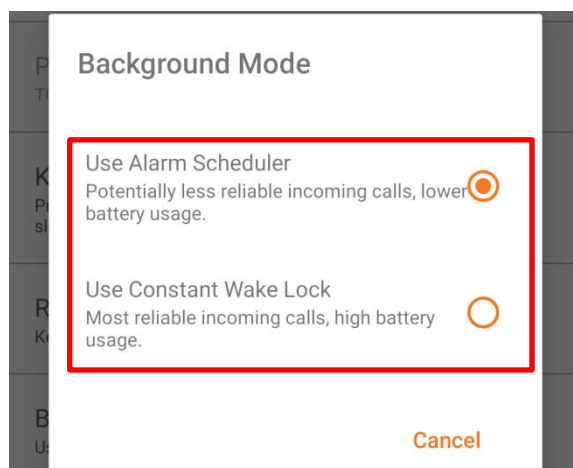 Background Mode
Use Alarm Scheduler
Potentially less reliable incoming calls, lower
battery usage.
Use Constant Wake Lock
Most reliable incoming calls, high battery
usage.
Cancel